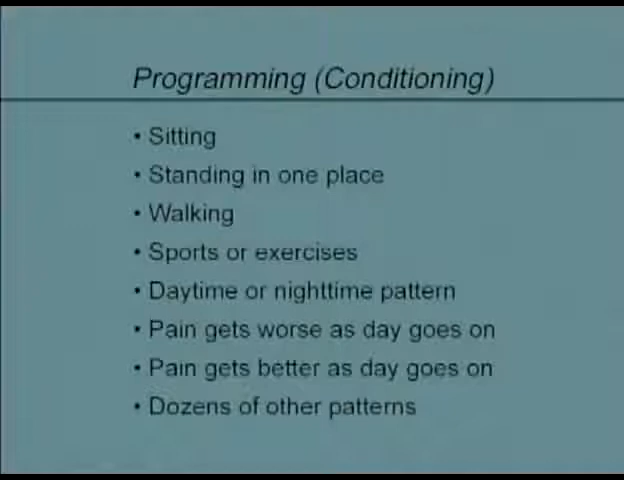 Programming (Conditioning)
• Sitting
• Standing in one place
• Walking
• Sports or exercises
• Daytime or nighttime pattern
• Pain gets worse as day goes on
• Pain gets better as day goes on
• Dozens of other patterns